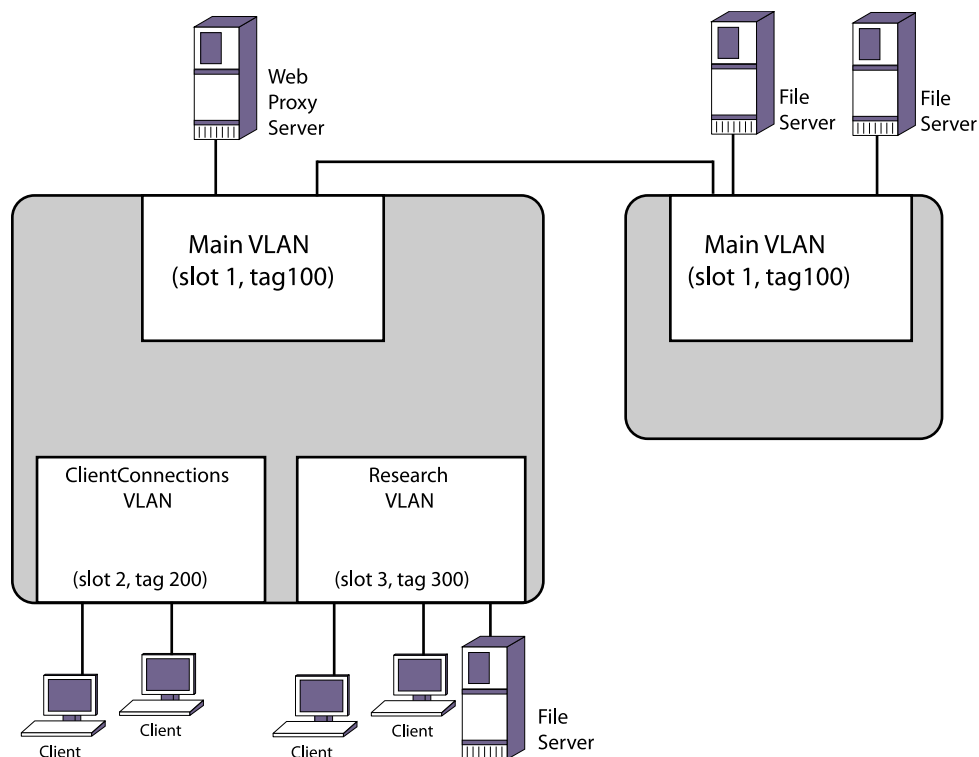 Web
Proxy
Server
File
Server
File
Server
Main VLAN
(slot 1, tag100)
Main VLAN
(slot 1, tag100)
ClientConnections
VLAN
(slot 2, tag 200)
Research
VLAN
(slot 3, tag 300)
Client
Client
Client
Client
File
Server